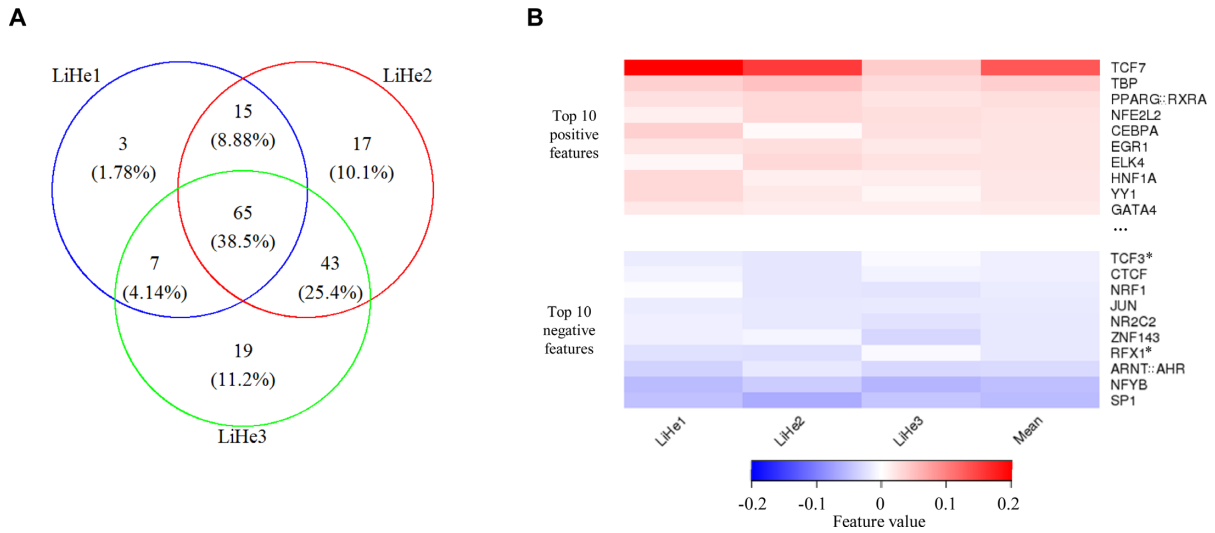 A
LiHe1
LiHe2
15
(8.88%)
3
(1.78%)
17
(10.1%)
65
(38.5%)
7
(4.14%)
43
(25.4%)
19
(11.2%)
LiHe3
B
Top 10
positive
features
TCF7
TBP
PPARG::RXRA
NFE2L2
CEBPA
EGR1
ELK4
HNF1A
YY1
GATA4
...
Top 10
negative
features
TCF3*
CTCF
NRF1
JUN
NR2C2
ZNF143
RFX1*
ARNT::AHR
NFYB
SP1
LiHe1
LiHe2
LiHe3
Mean
-0.2 -0.1 0 0.1 0.2
Feature value